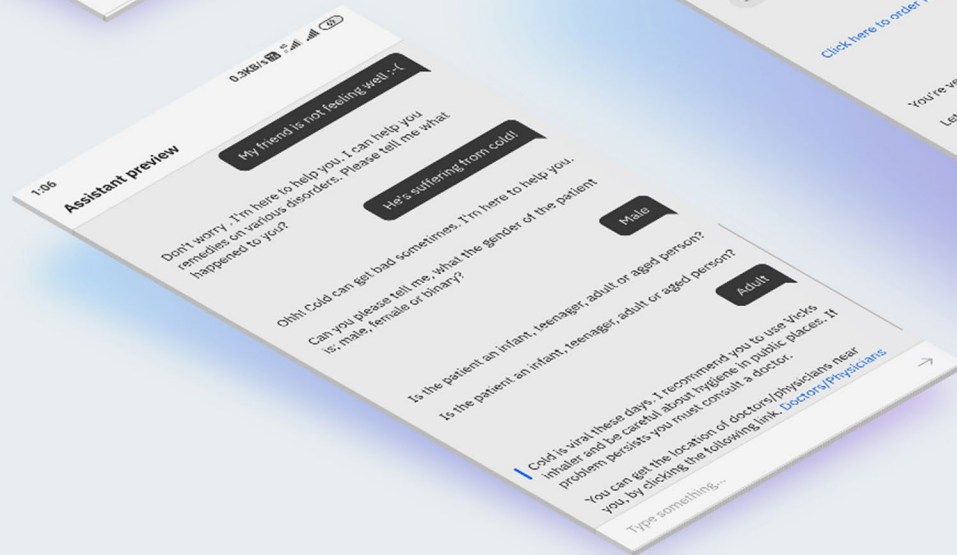 1:06
0.3KB/s
67
Assistant preview
My friend is not feeling well :-(
Don't worry , I'm here to help you. I can help you
remedies on various disorders. Please tell me what
happened to you?
He's suffering from cold!
Ohh! Cold can get bad sometimes. I'm here to help you.
Can you please tell me, what the gender of the patient
is; male, female or binary?
Male
Is the patient an infant, teenager, adult or aged person?
Is the patient an infant, teenager, adult or aged person?
Adult
Cold is viral these days. I recommend you to use Vicks
inhaler and be careful about hygiene in public places. If
problem persists you must consult a doctor.
You can get the location of doctors/physicians near
you, by clicking the following link. Doctors/Physicians
Type something...
Click here to order
You're